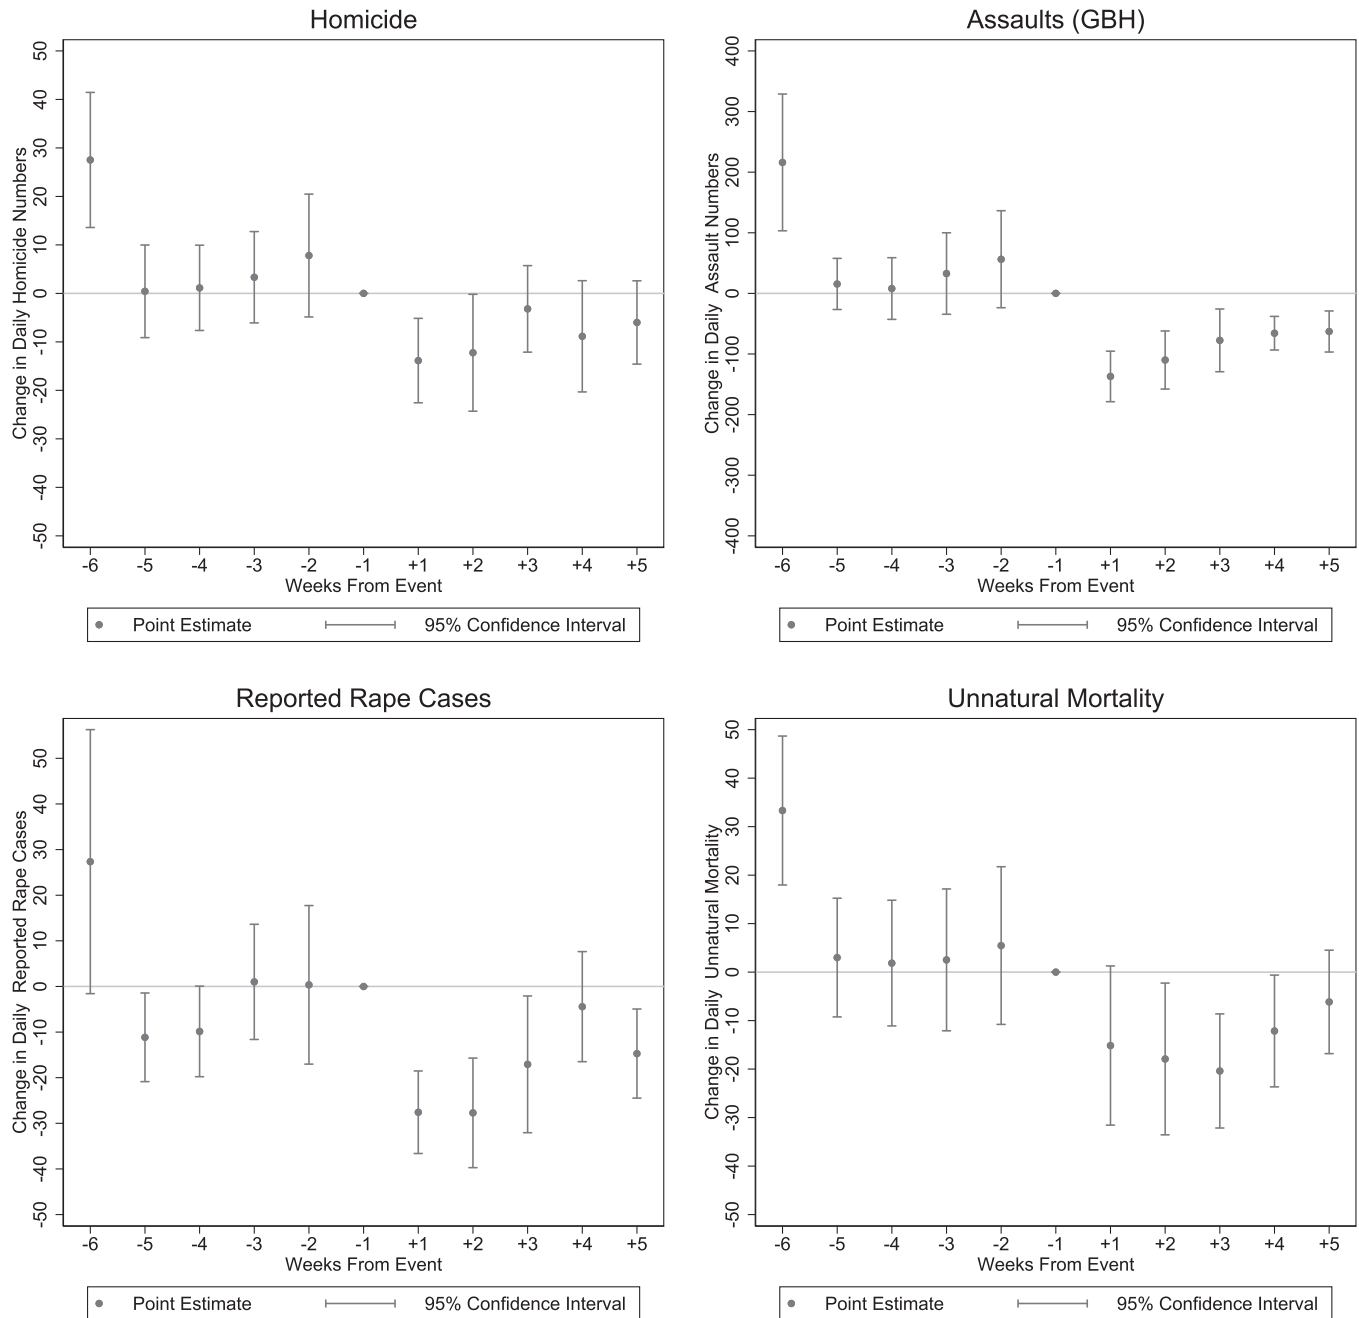 Homicide
Change in Daily Homicide Numbers
50
40
30
20
10
0
-10
-20
-30
-40
-50
-6 -5 -4 -3 -2 -1 +1 +2 +3 +4 +5
Weeks From Event
Point Estimate 95% Confidence Interval
Assaults (GBH)
Change in Daily Assault Numbers
400
300
200
100
0
-100
-200
-300
-400
-6 -5 -4 -3 -2 -1 +1 +2 +3 +4 +5
Weeks From Event
Point Estimate 95% Confidence Interval
Reported Rape Cases
Change in Daily Reported Rape Cases
50
40
30
20
10
0
-10
-20
-30
-40
-50
-6 -5 -4 -3 -2 -1 +1 +2 +3 +4 +5
Weeks From Event
Point Estimate 95% Confidence Interval
Unnatural Mortality
Change in Daily Unnatural Mortality
50
40
30
20
10
0
-10
-20
-30
-40
-50
-6 -5 -4 -3 -2 -1 +1 +2 +3 +4 +5
Weeks From Event
Point Estimate 95% Confidence Interval